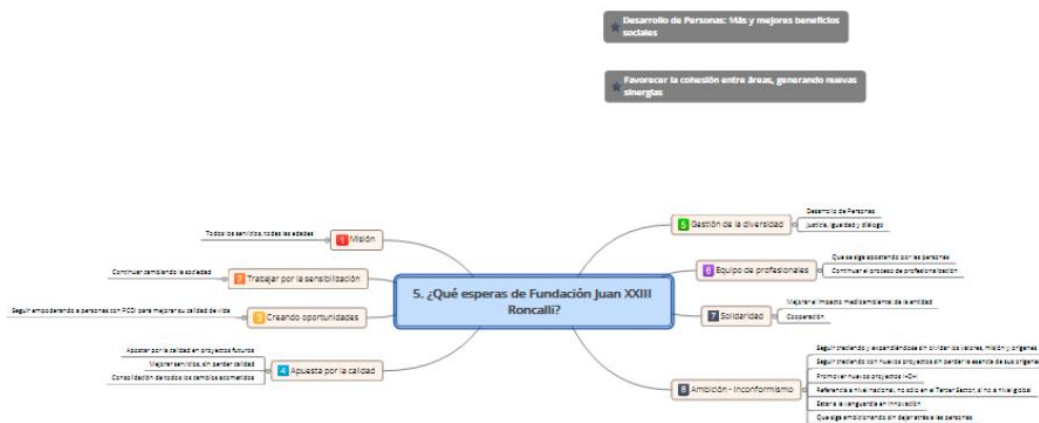 Desarrollo de Personas: Más y mejores beneficios
sociales
Favorecer la cohesión entre áreas, generando nuevas
sinergias
5. ¿Qué esperas de Fundación Juan XXIII
Roncalli?
1 Misión
Todos los servicios, todas las edades
2 Trabajar por la sensibilización
Continuar cambiando la sociedad
3 Creando oportunidades
Seguir empoderando a personas con PCDI para mejorar su calidad de vida
4 Apuesta por la calidad
Apostar por la calidad en proyectos futuros
Mejorar servicios, sin perder calidad
Consolidación de todos los cambios acometidos
5 Gestión de la diversidad
Desarrollo de Personas
Justicia, igualdad y diálogo
6 Equipo de profesionales
Que se siga apostando por las personas
Continuar el proceso de profesionalización
7 Solidaridad
Mejorar el impacto medioambiental de la entidad
Cooperación
8 Ambición - Inconformismo
Seguir creciendo y expandiéndose sin olvidar los valores, misión y orígenes
Seguir creciendo con nuevos proyectos sin perder la esencia de sus orígenes
Promover nuevos proyectos I+D+I
Referencia a nivel nacional, no sólo en el Tercer Sector, si no a nivel global
Estar a la vanguardia en innovación
Que siga ambicionando sin dejar atrás a las personas